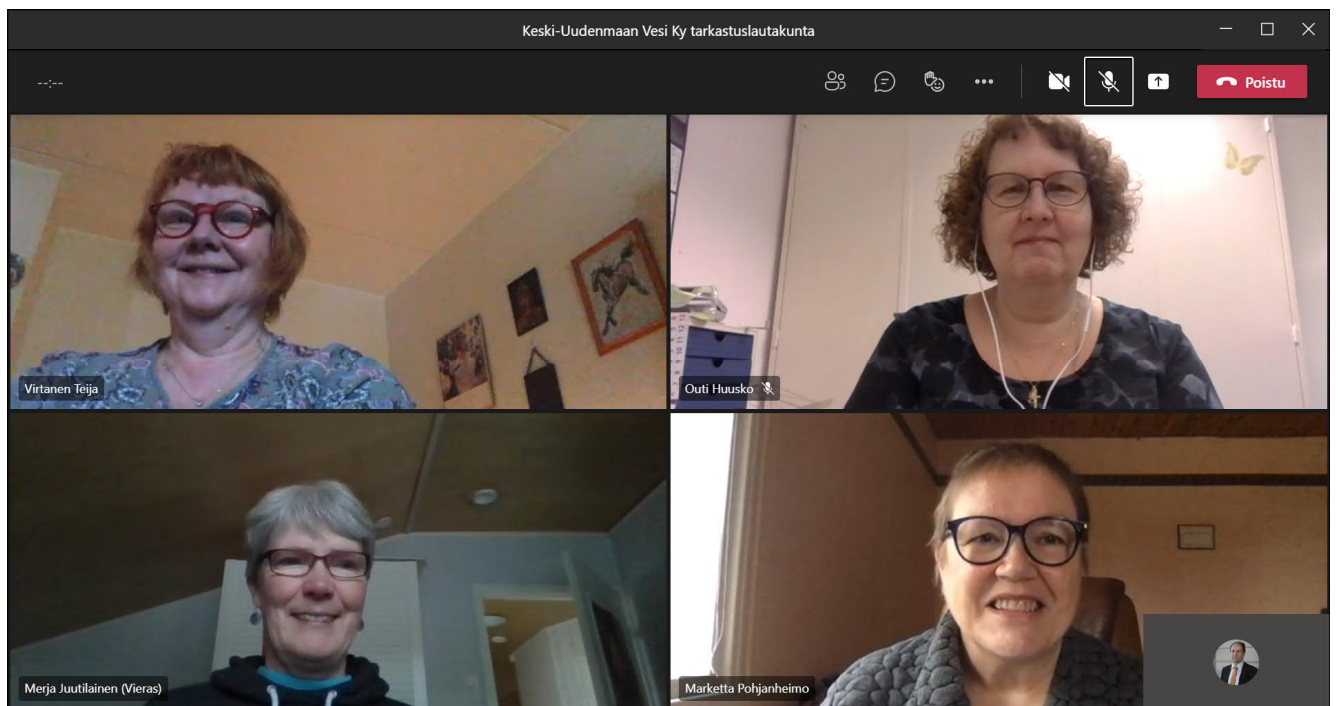 Keski-Uudenmaan Vesi Ky tarkastuslautakunta
--:--
Poistu
Virtanen Teija
Outi Huusko
Merja Juutilainen (Vieras)
Marketta Pohjanheimo